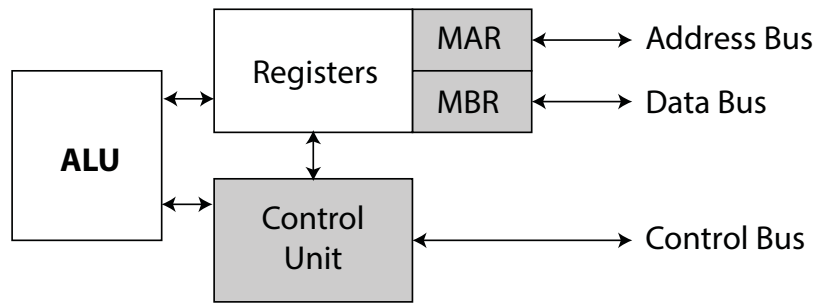 MAR
Address Bus
Registers
MBR
Data Bus
ALU
Control
Unit
Control Bus